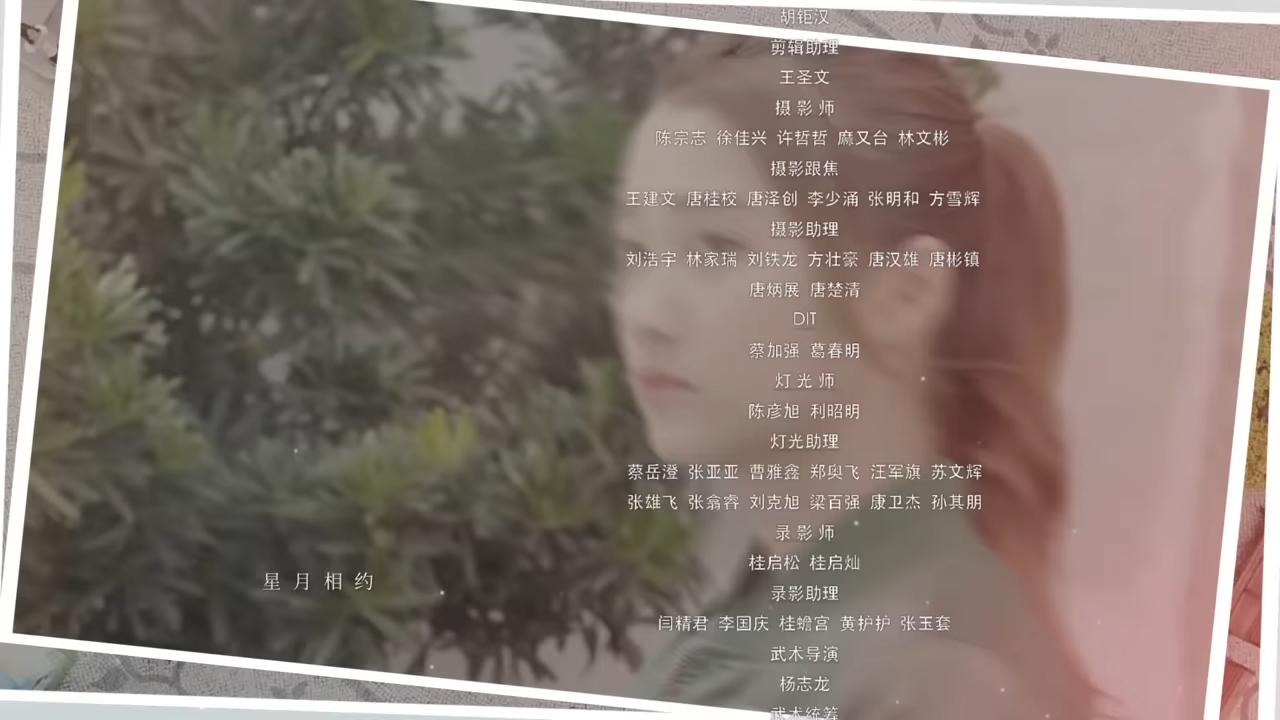 胡钜汉
剪辑助理
王圣文
摄影师
陈宗志 徐佳兴 许哲哲 麻又台 林文彬
摄影跟焦
王建文 唐桂校 唐泽创 李少涌 张明和 方雪辉
摄影助理
刘浩宇 林家瑞 刘铁龙 方壮豪 唐汉雄 唐彬镇
唐炳展 唐楚清
DIT
蔡加强 葛春明
灯光师
陈彦旭 利昭明
灯光助理
蔡岳澄 张亚亚 曹雅鑫 郑奥飞 汪军旗 苏文辉
张雄飞 张翁睿 刘克旭 梁百强 康卫杰 孙其朋
录影师
桂启松 桂启灿
录影助理
闫精君 李国庆 桂蟾宫 黄护护 张玉套
武术导演
杨志龙
武术统筹
星月相约